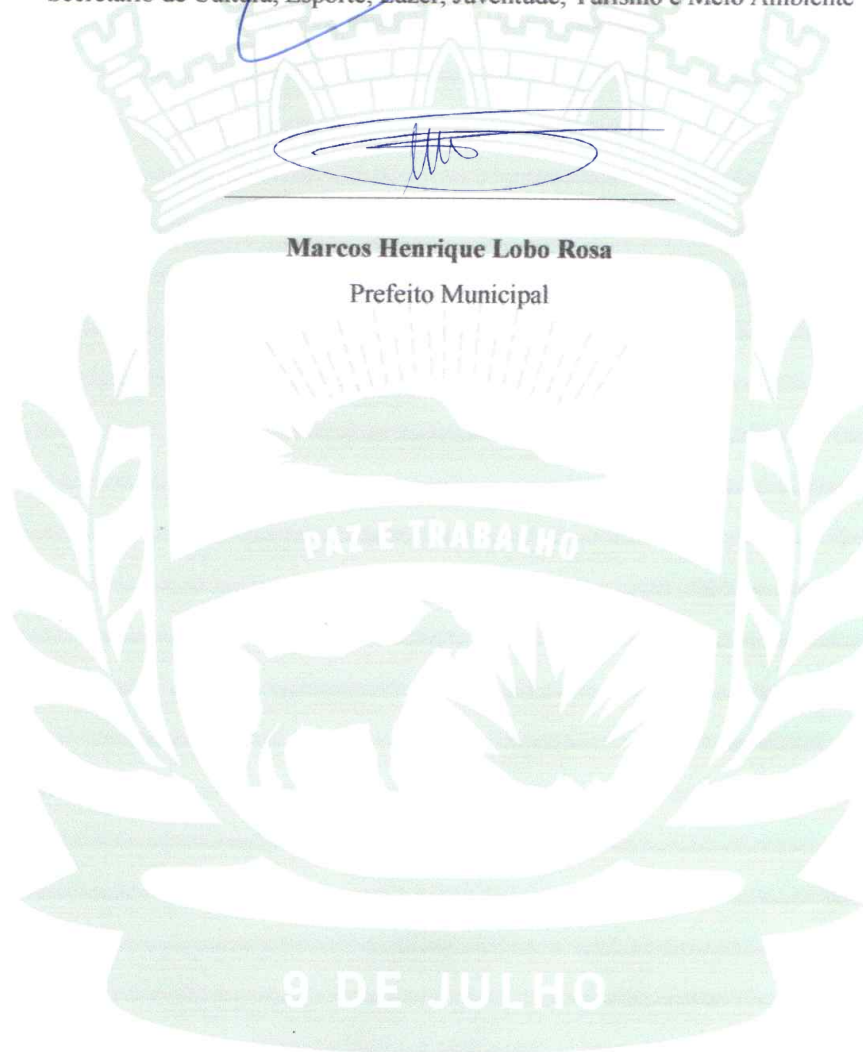 Secretário de Cultura, Esporte, Lazer, Juventude, Turismo e Meio Ambiente
Marcos Henrique Lobo Rosa
Prefeito Municipal
PAZ E TRABALHO
9 DE JULHO